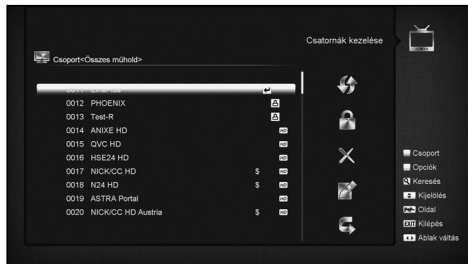 Csatornák kezelése
Csoport<Összes műhold>
0012 PHOENIX
0013 Test-R
0014 ANIXE HD HD
0015 QVC HD HD
0016 HSE24 HD HD
0017 NICK/CC HD $ HD
0018 N24 HD $ HD
0019 ASTRA Portal HD
0020 NICK/CC HD Austria $ HD
Csoport
Opciók
Keresés
Kijelölés
Oldal
EXIT Kilépés
Ablak váltás